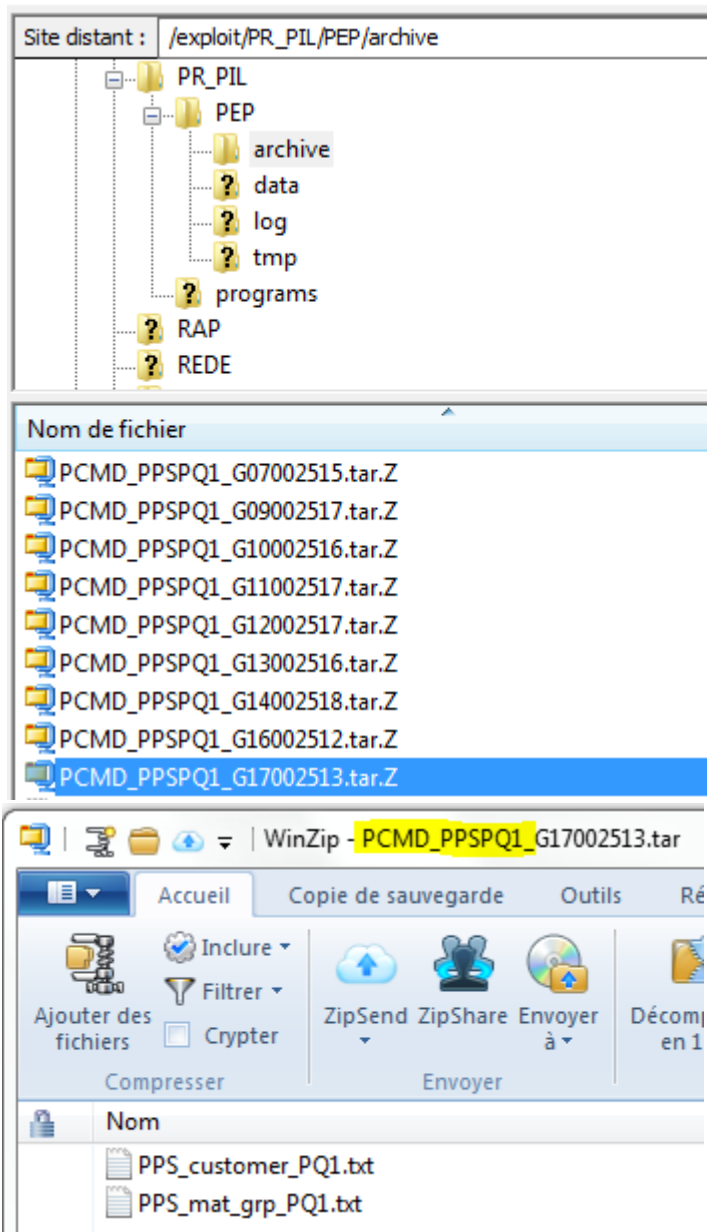 Site distant : /exploit/PR_PIL/PEP/archive
PR_PIL
PEP
archive
? data
? log
? tmp
? programs
? RAP
? REDE
Nom de fichier
PCMD_PPSPQ1_G07002515.tar.Z
PCMD_PPSPQ1_G09002517.tar.Z
PCMD_PPSPQ1_G10002516.tar.Z
PCMD_PPSPQ1_G11002517.tar.Z
PCMD_PPSPQ1_G12002517.tar.Z
PCMD_PPSPQ1_G13002516.tar.Z
PCMD_PPSPQ1_G14002518.tar.Z
PCMD_PPSPQ1_G16002512.tar.Z
PCMD_PPSPQ1_G17002513.tar.Z
WinZip - PCMD_PPSPQ1_G17002513.tar
Accueil Copie de sauvegarde Outils Ré
Ajouter des fichiers
Inclure
Filtrer
Crypter
ZipSend ZipShare Envoyer à
Décomp
en 1
Compresser Envoyer
Nom
PPS_customer_PQ1.txt
PPS_mat_grp_PQ1.txt